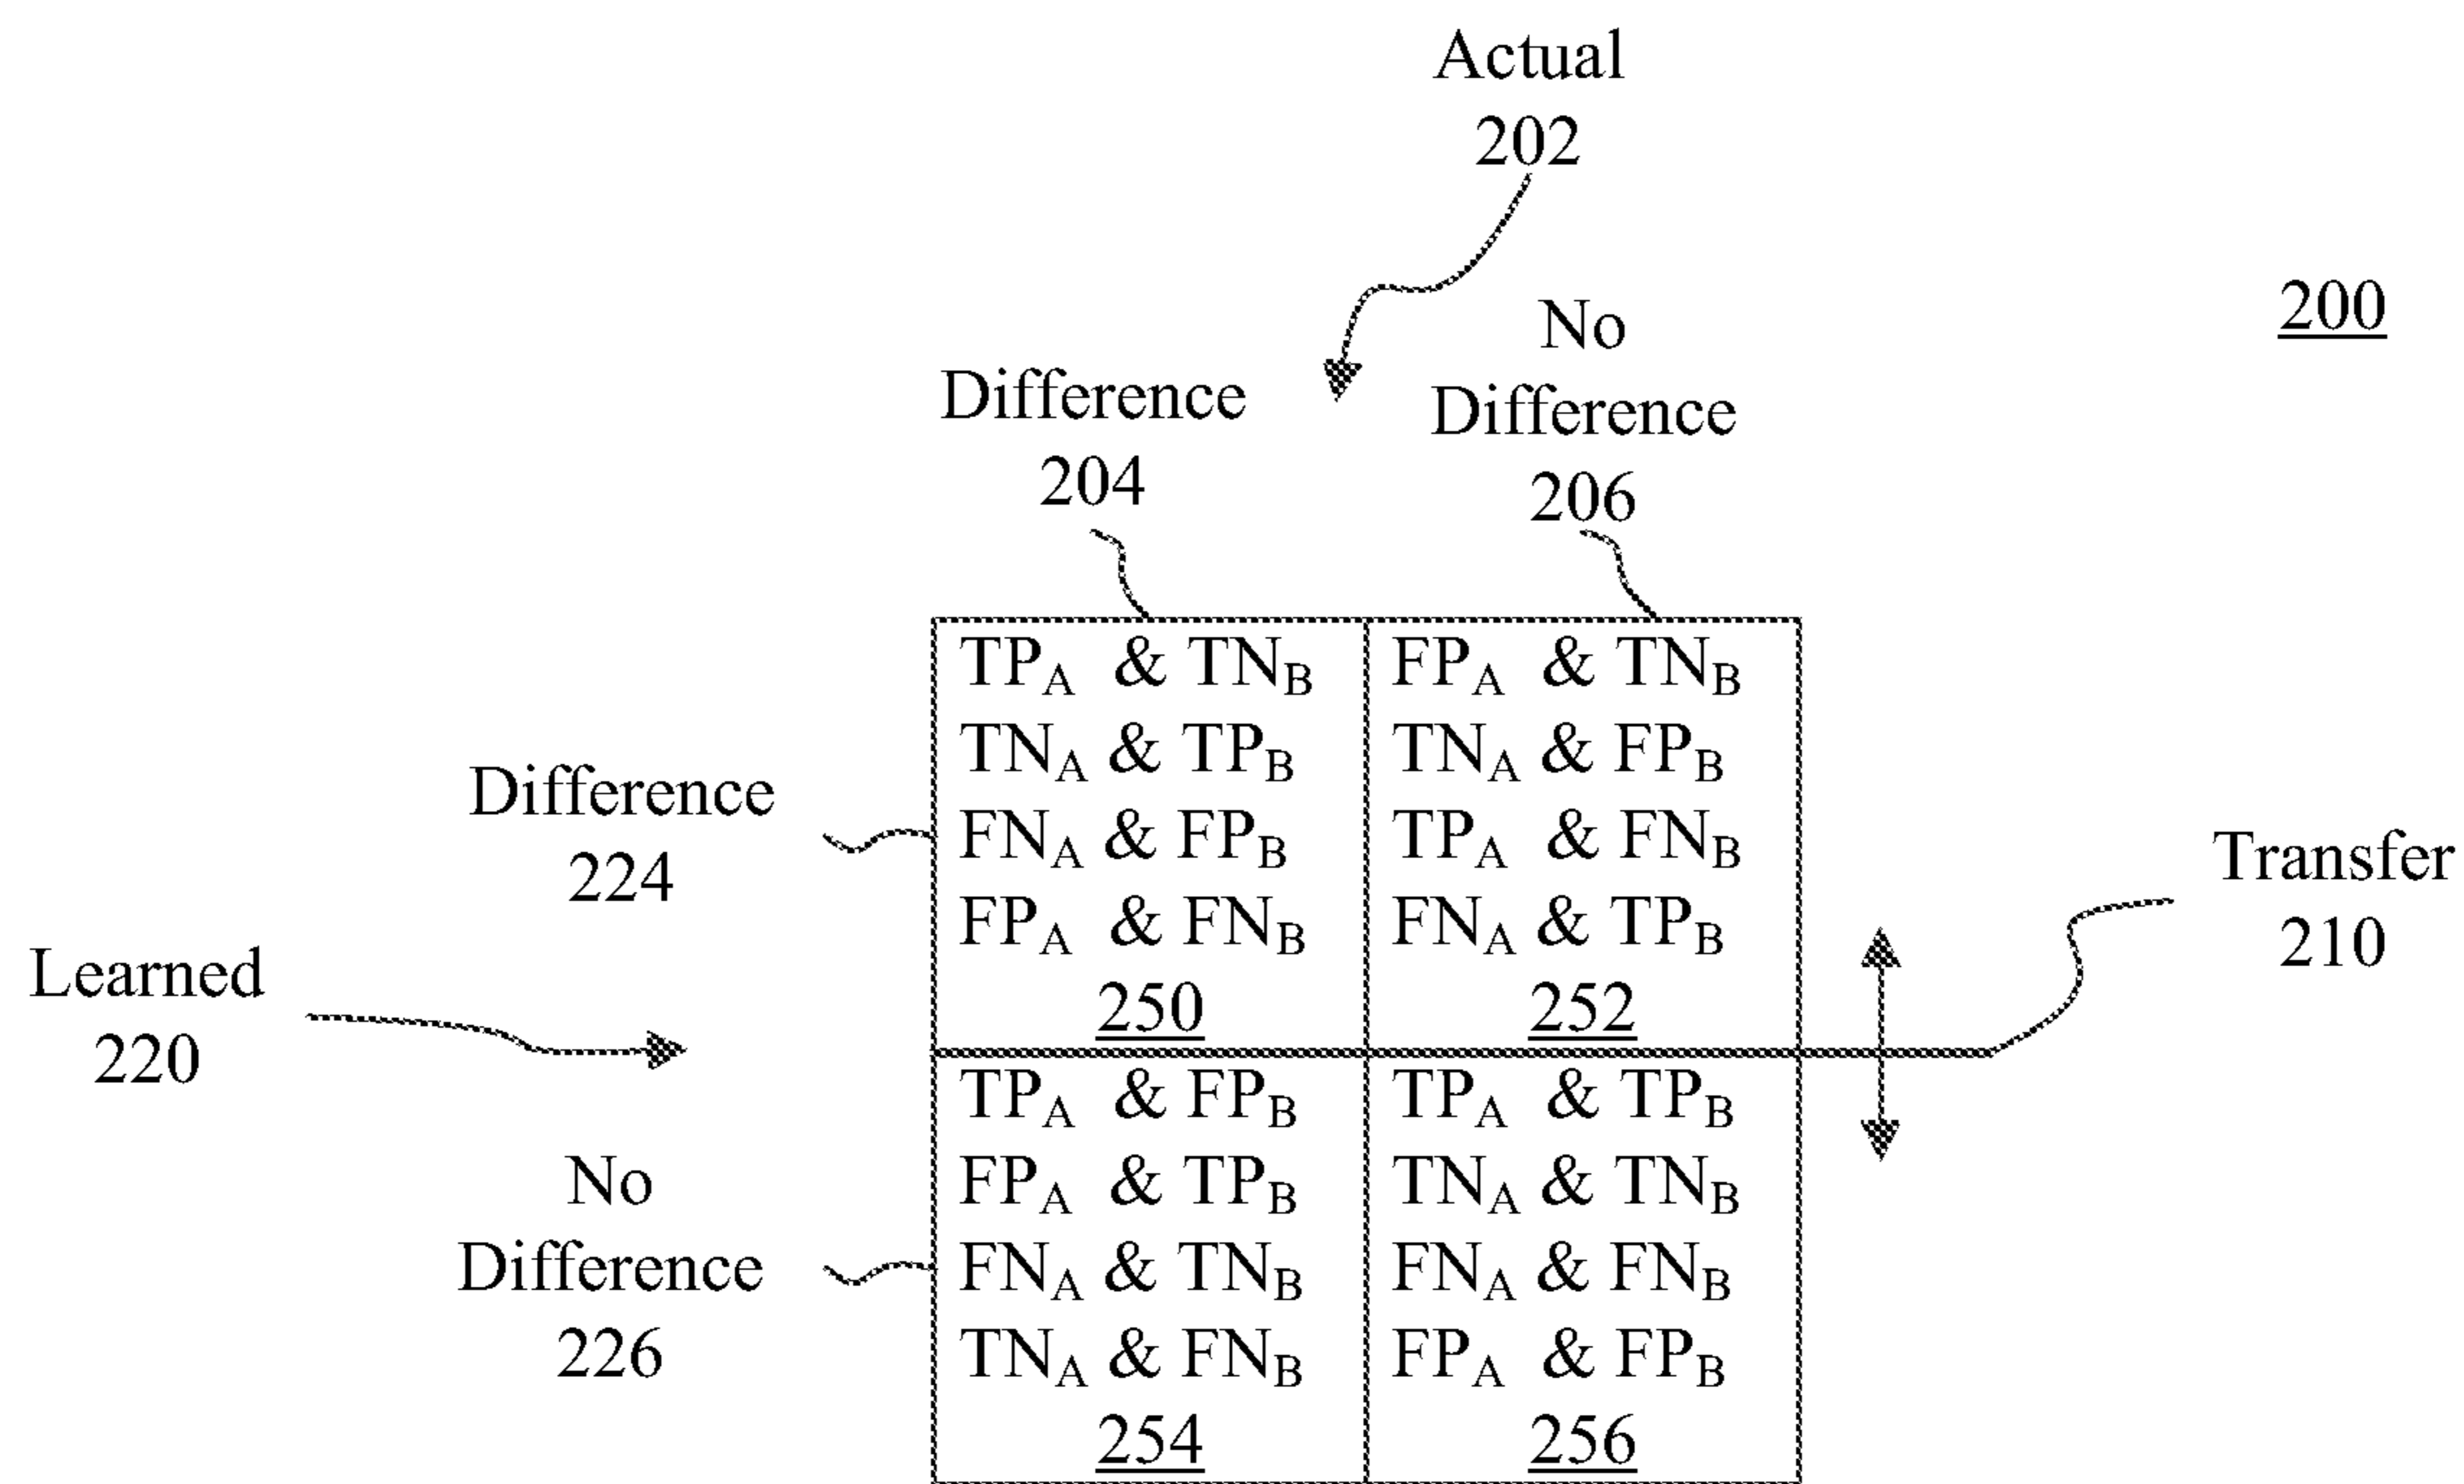 Actual
202
200
No
Difference
206
Difference
204
TPA & TNB
TNA & TPB
FNA & FPB
FPA & FNB
250
FPA & TNB
TNA & FPB
TPA & FNB
FNA & TPB
252
Difference
224
Transfer
210
Learned
220
TPA & FPB
FPA & TPB
FNA & TNB
TNA & FNB
254
TPA & TPB
TNA & TNB
FNA & FNB
FPA & FPB
256
No
Difference
226